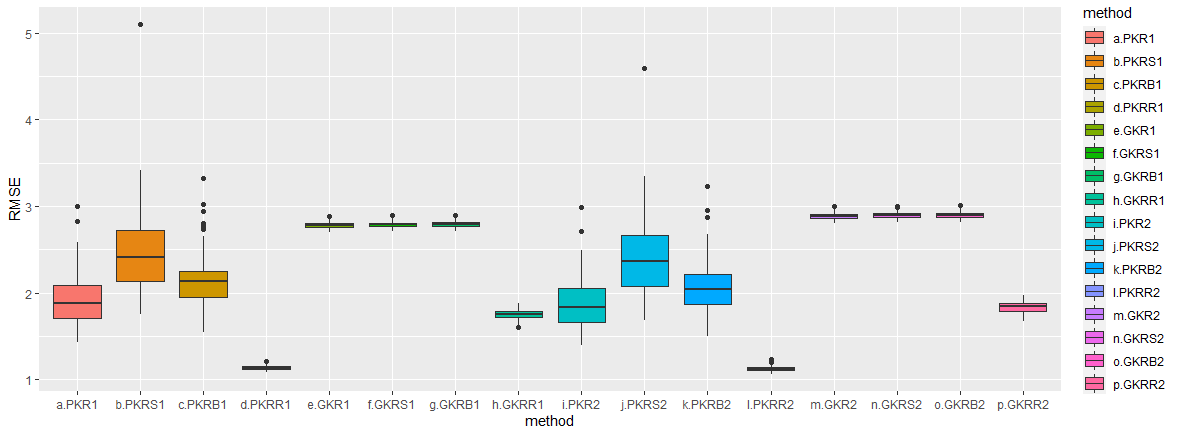 RMSE
5
4
3
2
1
a.PKR1 b.PKRS1 c.PKRB1 d.PKRR1 e.GKR1 f.GKRS1 g.GKRB1 h.GKRR1 i.PKR2 j.PKRS2 k.PKRB2 l.PKRR2 m.GKR2 n.GKRS2 o.GKRB2 p.GKRR2
method
method
a.PKR1
b.PKRS1
c.PKRB1
d.PKRR1
e.GKR1
f.GKRS1
g.GKRB1
h.GKRR1
i.PKR2
j.PKRS2
k.PKRB2
l.PKRR2
m.GKR2
n.GKRS2
o.GKRB2
p.GKRR2